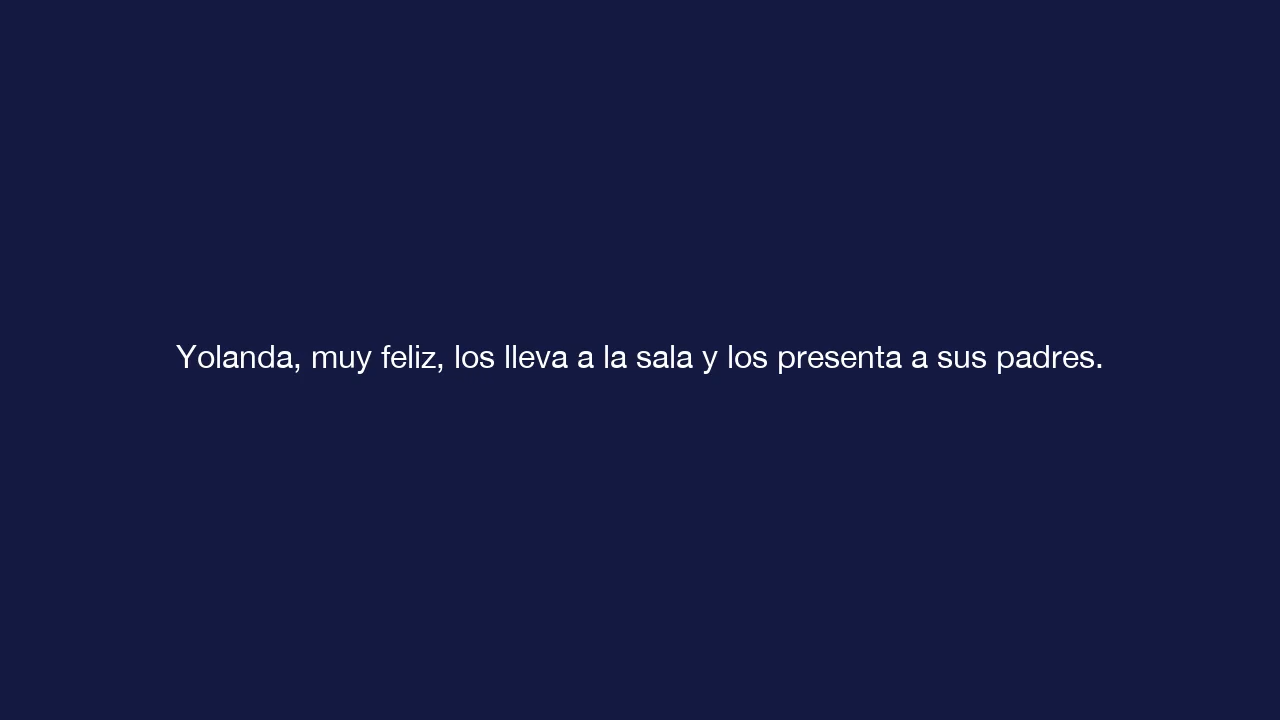 Yolanda, muy feliz, los lleva a la sala y los presenta a sus padres.